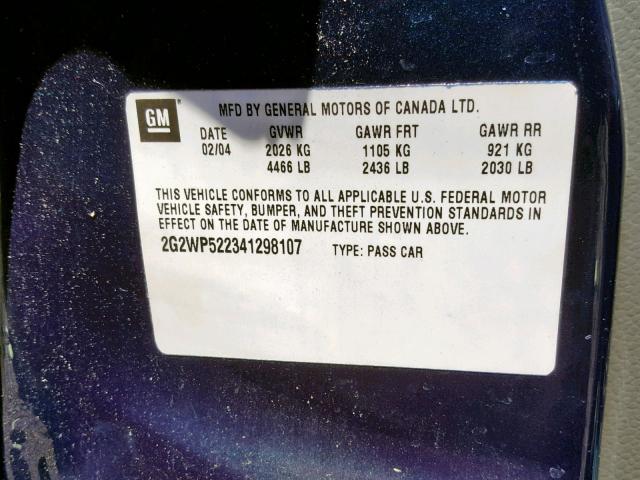 GM
MFD BY GENERAL MOTORS OF CANADA LTD.
DATE GVWR GAWR FRT GAWR RR
02/04 2026 KG 1105 KG 921 KG
4466 LB 2436 LB 2030 LB
THIS VEHICLE CONFORMS TO ALL APPLICABLE U.S. FEDERAL MOTOR
VEHICLE SAFETY, BUMPER, AND THEFT PREVENTION STANDARDS IN
EFFECT ON THE DATE OF MANUFACTURE SHOWN ABOVE.
2G2WP522341298107 TYPE: PASS CAR